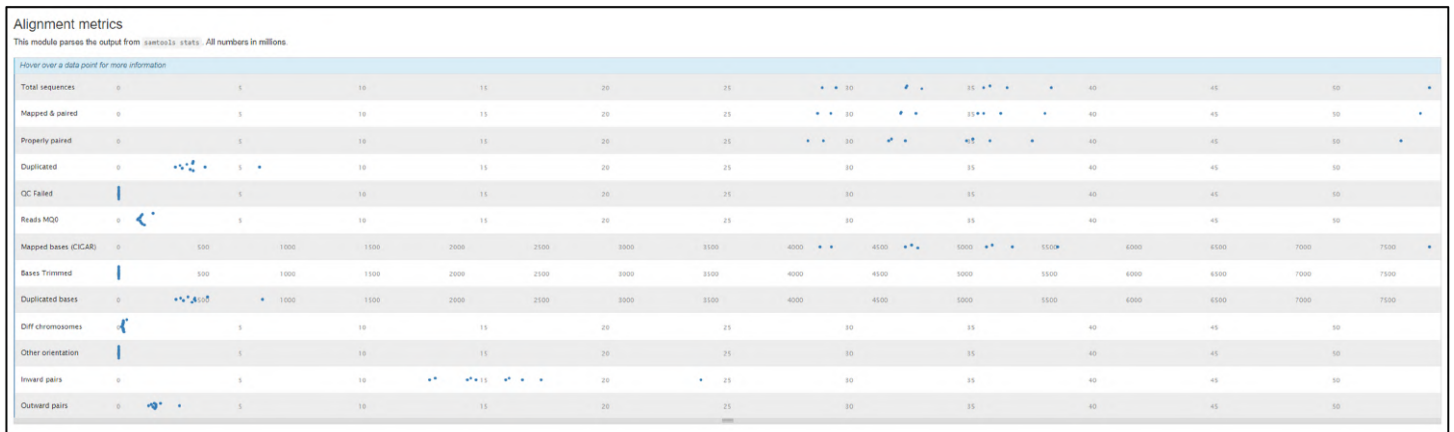 Alignment metrics
This module parses the output from samtools stats. All numbers in millions.
Hover over a data point for more information
Total sequences 0 5 10 15 20 25 30 35 40 45 50
Mapped & paired 0 5 10 15 20 25 30 35 40 45 50
Properly paired 0 5 10 15 20 25 30 35 40 45 50
Duplicated 0 5 10 15 20 25 30 35 40 45 50
QC Failed 5 10 15 20 25 30 35 40 45 50
Reads MQ0 0 5 10 15 20 25 30 35 40 45 50
Mapped bases (CIGAR) 0 500 1000 1500 2000 2500 3000 3500 4000 4500 5000 5500 6000 6500 7000 7500
Bases Trimmed 500 1000 1500 2000 2500 3000 3500 4000 4500 5000 5500 6000 6500 7000 7500
Duplicated bases 0 500 1000 1500 2000 2500 3000 3500 4000 4500 5000 5500 6000 6500 7000 7500
Diff chromosomes 0 5 10 15 20 25 30 35 40 45 50
Other orientation 5 10 15 20 25 30 35 40 45 50
Inward pairs 0 5 10 15 20 25 30 35 40 45 50
Outward pairs 0 5 10 15 20 25 30 35 40 45 50